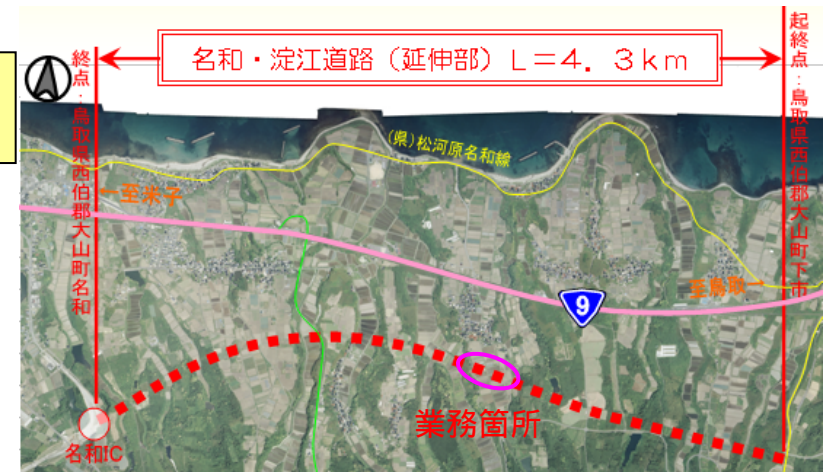 名和・淀江道路（延伸部）Ｌ＝４．３ｋｍ
終点：鳥取県西伯郡大山町名和
起終点：鳥取県西伯郡大山町下市
(県)松河原名和線
←至米子
至鳥取→
9
業務箇所
名和IC